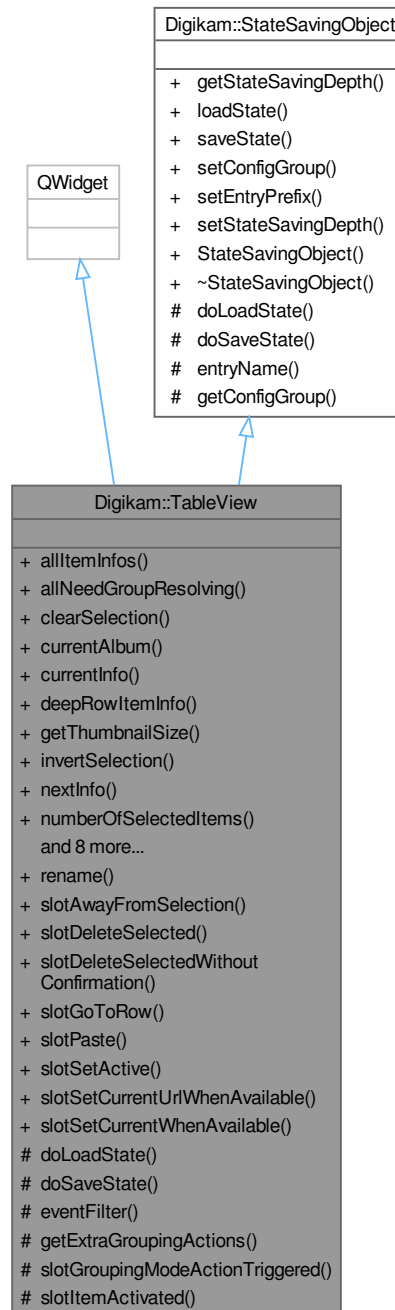 Digikam::StateSavingObject
+ getStateSavingDepth()
+ loadState()
+ saveState()
+ setConfigGroup()
+ setEntryPrefix()
+ setStateSavingDepth()
+ StateSavingObject()
+ ~StateSavingObject()
# doLoadState()
# doSaveState()
# entryName()
# getConfigGroup()
QWidget
Digikam::TableView
+ allItemInfos()
+ allNeedGroupResolving()
+ clearSelection()
+ currentAlbum()
+ currentInfo()
+ deepRowItemInfo()
+ getThumbnailSize()
+ invertSelection()
+ nextInfo()
+ numberOfSelectedItems()
and 8 more...
+ rename()
+ slotAwayFromSelection()
+ slotDeleteSelected()
+ slotDeleteSelectedWithout
Confirmation()
+ slotGoToRow()
+ slotPaste()
+ slotSetActive()
+ slotSetCurrentUrlWhenAvailable()
+ slotSetCurrentWhenAvailable()
# doLoadState()
# doSaveState()
# eventFilter()
# getExtraGroupingActions()
# slotGroupingModeActionTriggered()
# slotItemActivated()